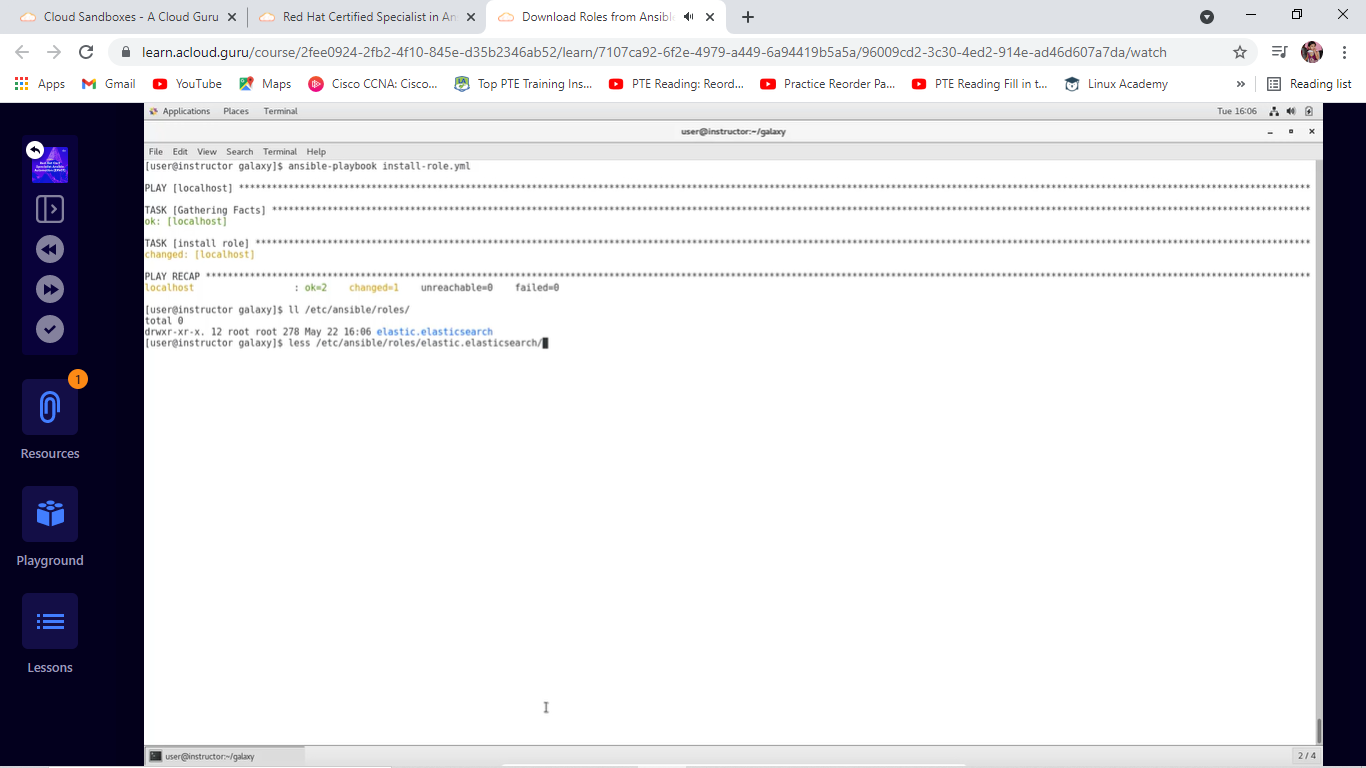 Cloud Sandboxes - A Cloud Guru
Red Hat Certified Specialist in An
Download Roles from Ansib
learn.acloud.guru/course/2fee0924-2fb2-4f10-845e-d35b2346ab52/learn/7107ca92-6f2e-4979-a449-6a94419b5a5a/96009cd2-3c30-4ed2-914e-ad46d607a7da/watch
Apps Gmail YouTube Maps Cisco CCNA: Cisco... Top PTE Training Ins... PTE Reading: Reord... Practice Reorder Pa... PTE Reading Fill in t... Linux Academy » Reading list
Applications Places Terminal Tue 16:06
user@instructor:~/galaxy
File Edit View Search Terminal Help
[user@instructor galaxy]$ ansible-playbook install-role.yml
PLAY [localhost] ***
TASK [Gathering Facts] ***
ok: [localhost]
TASK [install role] ***
changed: [localhost]
PLAY RECAP ***
localhost : ok=2 changed=1 unreachable=0 failed=0
[user@instructor galaxy]$ ll /etc/ansible/roles/
total 0
drwxr-xr-x. 12 root root 278 May 22 16:06 elastic.elasticsearch
[user@instructor galaxy]$ less /etc/ansible/roles/elastic.elasticsearch/
1
Resources
Playground
Lessons
user@instructor:~/galaxy
2 / 4